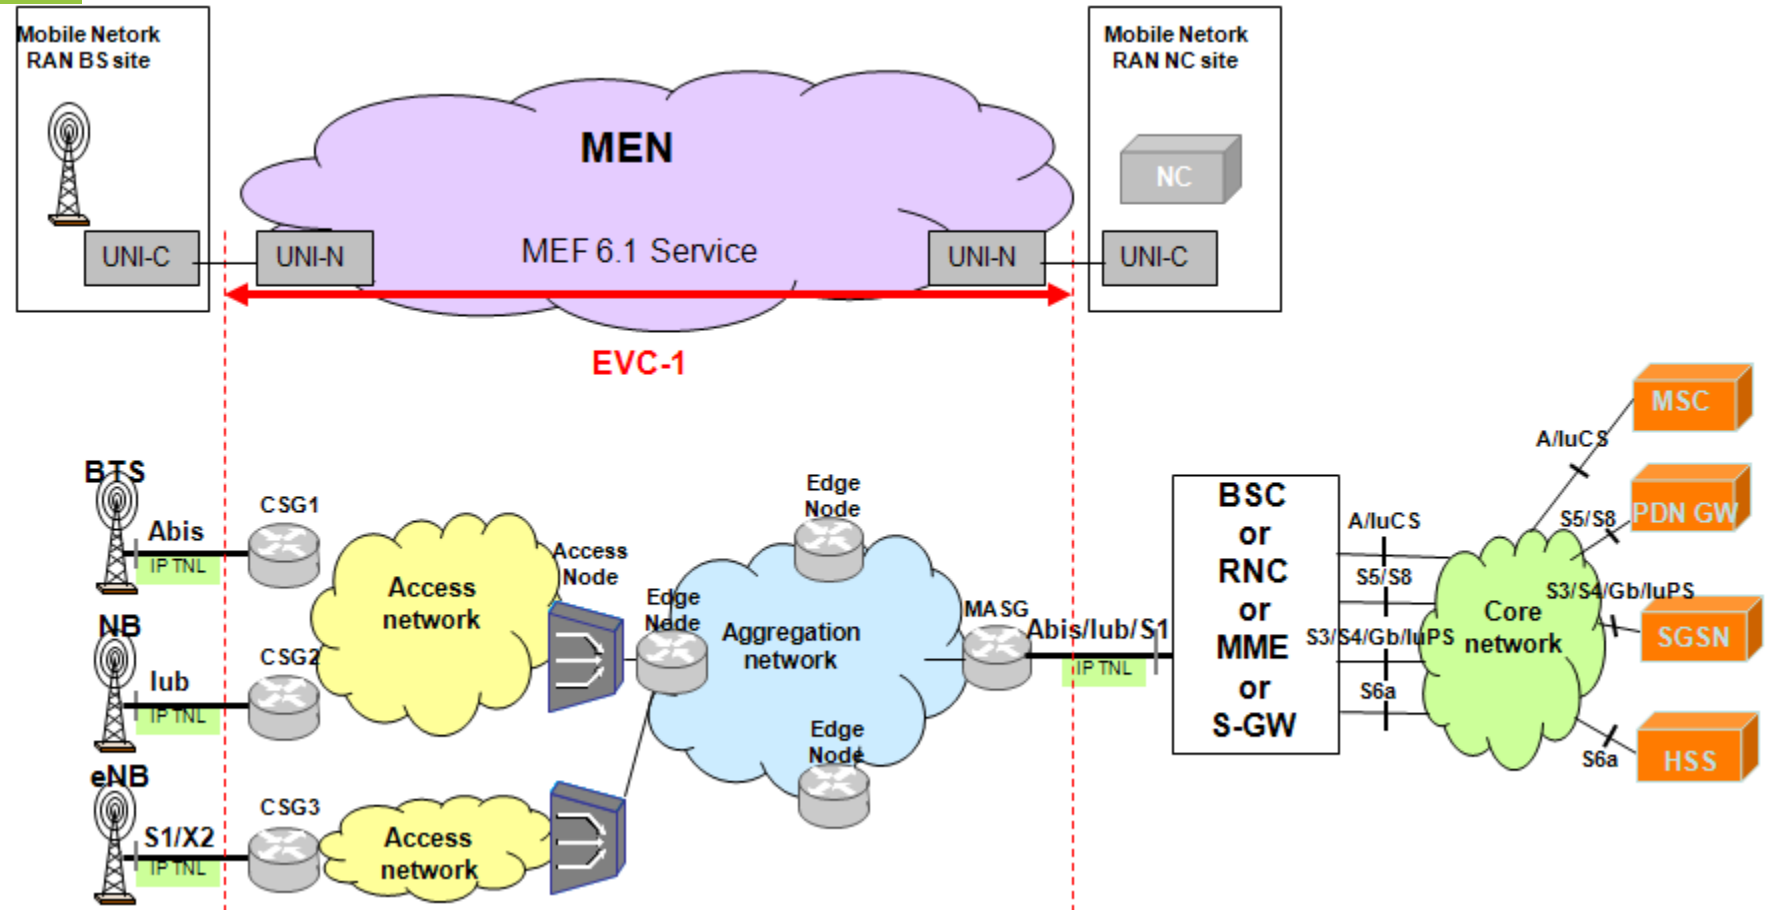 Mobile Netork
RAN BS site
Mobile Netork
RAN NC site
MEN
NC
UNI-C
UNI-N
MEF 6.1 Service
UNI-N
UNI-C
EVC-1
MSC
A/IuCS
BTS
Edge
Node
BSC
or
RNC
or
MME
or
S-GW
CSG1
Abis
IP TNL
Access
Node
Access
network
A/IuCS
S5/S8
PDN GW
S5/S8
S3/S4/Gb/IuPS
Edge
Node
MASG
Aggregation
network
Abis/Iub/S1
IP TNL
S3/S4/Gb/IuPS
Core
network
SGSN
NB
CSG2
Iub
IP TNL
S6a
Edge
Node
S6a
HSS
eNB
CSG3
S1/X2
IP TNL
Access
network